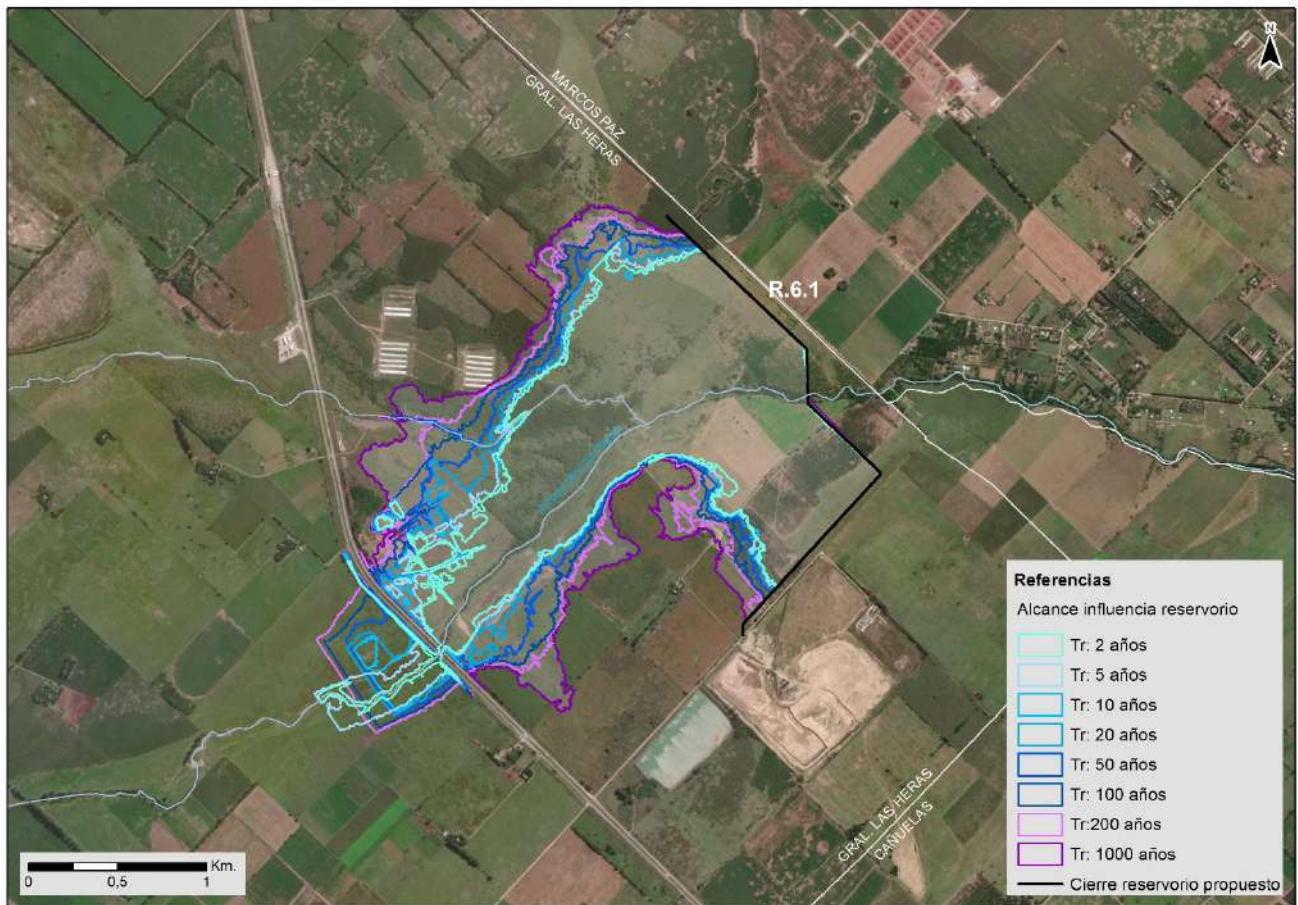 N
MARCOS PAZ
GRAL. LAS HERAS
R.6.1
Referencias
Alcance influencia reservorio
Tr: 2 años
Tr: 5 años
Tr: 10 años
Tr: 20 años
Tr: 50 años
Tr: 100 años
Tr:200 años
Tr: 1000 años
Cierre reservorio propuesto
GRAL. LAS HERAS
CAÑUELAS
Km.
0 0,5 1